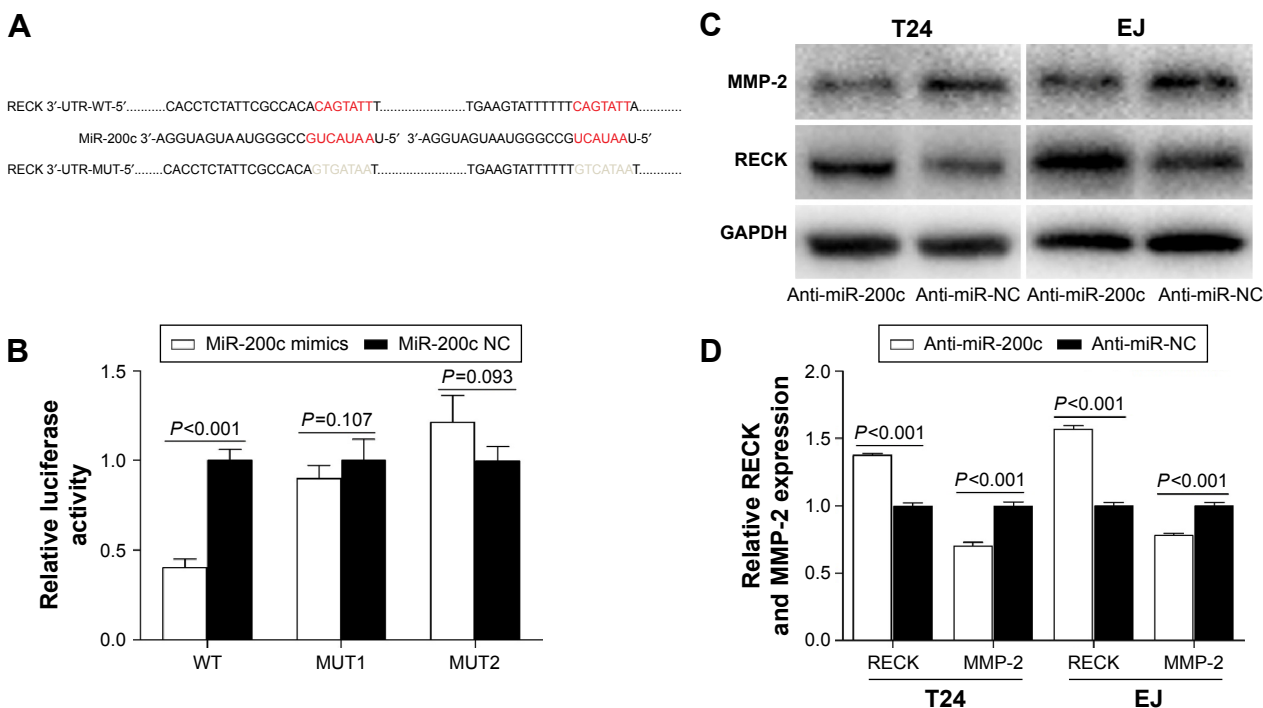 A
RECK 3′-UTR-WT-5′...........CACCTCTATTCGCCACACAGTATTT.......................TGAAGTATTTTTTCAGTATTA............
MiR-200c 3′-AGGUAGUAAUGGGCCGUCAUAAU-5′ 3′-AGGUAGUAAUGGGCCGUCAUAAU-5′
RECK 3′-UTR-MUT-5′........CACCTCTATTCGCCACAGTGATAAT........................TGAAGTATTTTTTGTCATAAT............
B
MiR-200c mimics MiR-200c NC
Relative luciferase
activity
1.5
1.0
0.5
0.0
P<0.001
P=0.107
P=0.093
WT MUT1 MUT2
C
T24 EJ
MMP-2
RECK
GAPDH
Anti-miR-200c Anti-miR-NC Anti-miR-200c Anti-miR-NC
D
Anti-miR-200c Anti-miR-NC
Relative RECK
and MMP-2 expression
2.0
1.5
1.0
0.5
0.0
P<0.001
P<0.001
P<0.001
P<0.001
RECK MMP-2 RECK MMP-2
T24 EJ